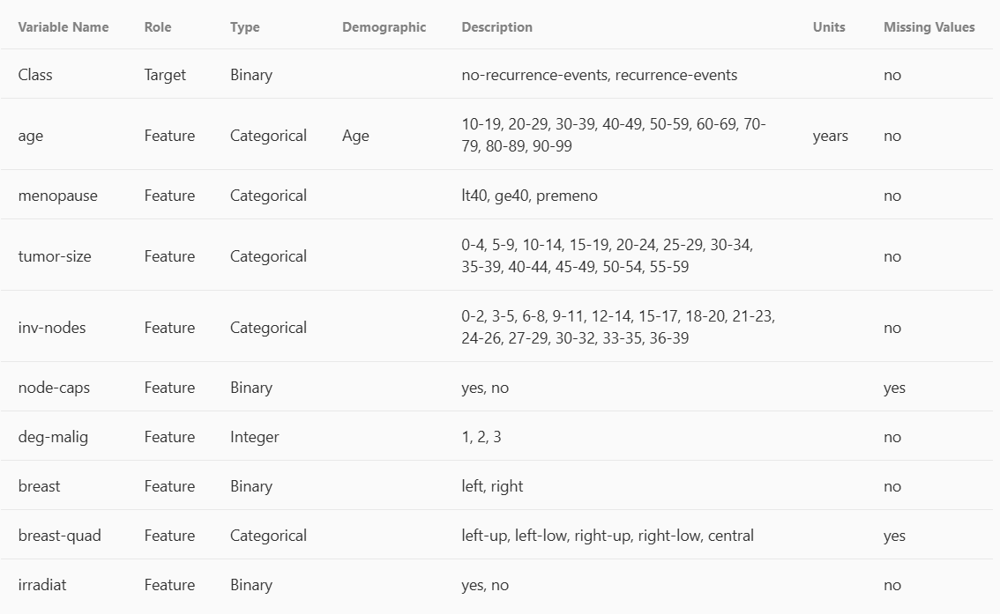 Variable Name Role Type Demographic Description Units Missing Values
Class Target Binary no-recurrence-events, recurrence-events no
age Feature Categorical Age 10-19, 20-29, 30-39, 40-49, 50-59, 60-69, 70-
79, 80-89, 90-99 years no
menopause Feature Categorical lt40, ge40, premeno no
tumor-size Feature Categorical 0-4, 5-9, 10-14, 15-19, 20-24, 25-29, 30-34,
35-39, 40-44, 45-49, 50-54, 55-59 no
inv-nodes Feature Categorical 0-2, 3-5, 6-8, 9-11, 12-14, 15-17, 18-20, 21-23,
24-26, 27-29, 30-32, 33-35, 36-39 no
node-caps Feature Binary yes, no yes
deg-malig Feature Integer 1, 2, 3 no
breast Feature Binary left, right no
breast-quad Feature Categorical left-up, left-low, right-up, right-low, central yes
irradiat Feature Binary yes, no no